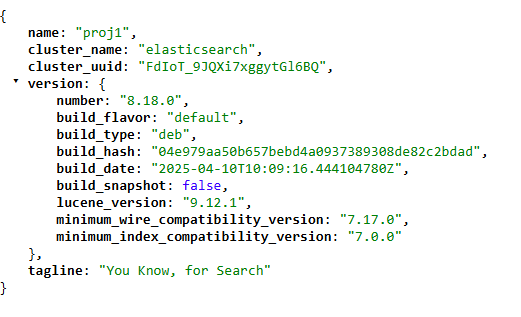 {
name: "proj1",
cluster_name: "elasticsearch",
cluster_uuid: "FdIoT_9JQXi7xggytGl6BQ",
version: {
number: "8.18.0",
build_flavor: "default",
build_type: "deb",
build_hash: "04e979aa50b657bebd4a0937389308de82c2bdad",
build_date: "2025-04-10T10:09:16.444104780Z",
build_snapshot: false,
lucene_version: "9.12.1",
minimum_wire_compatibility_version: "7.17.0",
minimum_index_compatibility_version: "7.0.0"
},
tagline: "You Know, for Search"
}